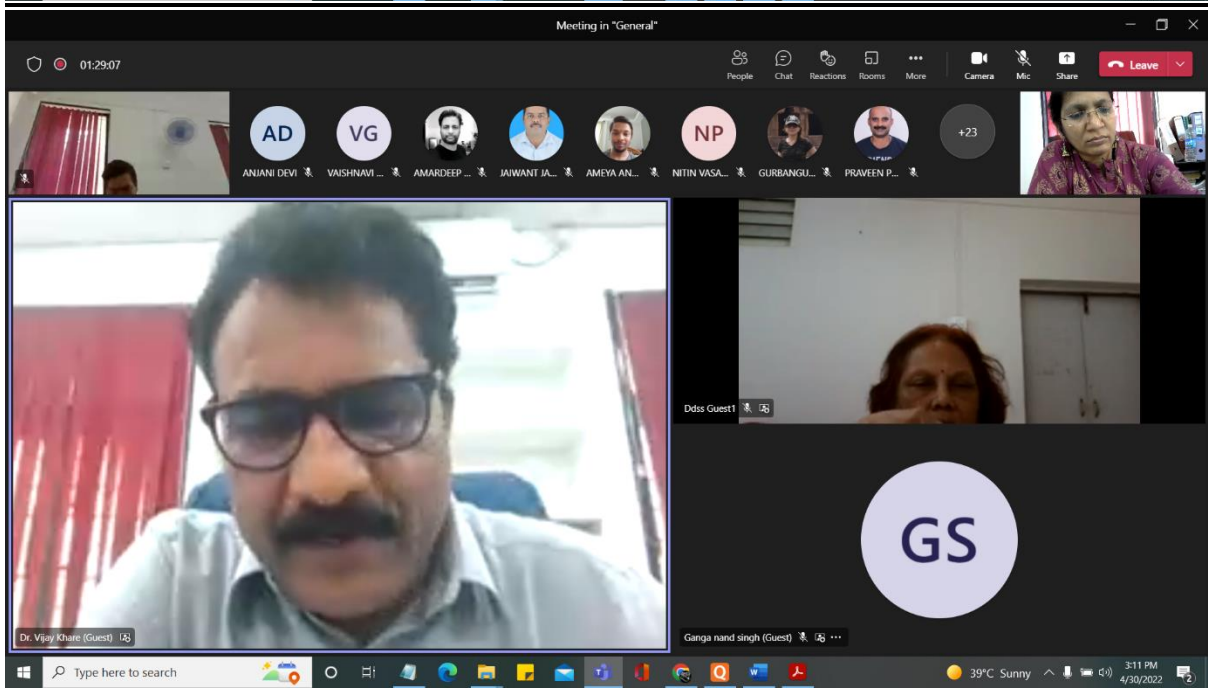 Meeting in "General"
01:29:07
People
Chat
Reactions
Rooms
More
Camera
Mic
Share
Leave
AD
VG
NP
+23
ANJANI DEVI
VAISHNAVI ...
AMARDEEP ...
JAIWANT JA...
AMEYA AN...
NITIN VASA...
GURBANGU...
PRAVEEN P...
Ddss Guest1
GS
Dr. Vijay Khare (Guest)
Ganga nand singh (Guest) ...
Type here to search
39°C Sunny
3:11 PM
4/30/2022
2